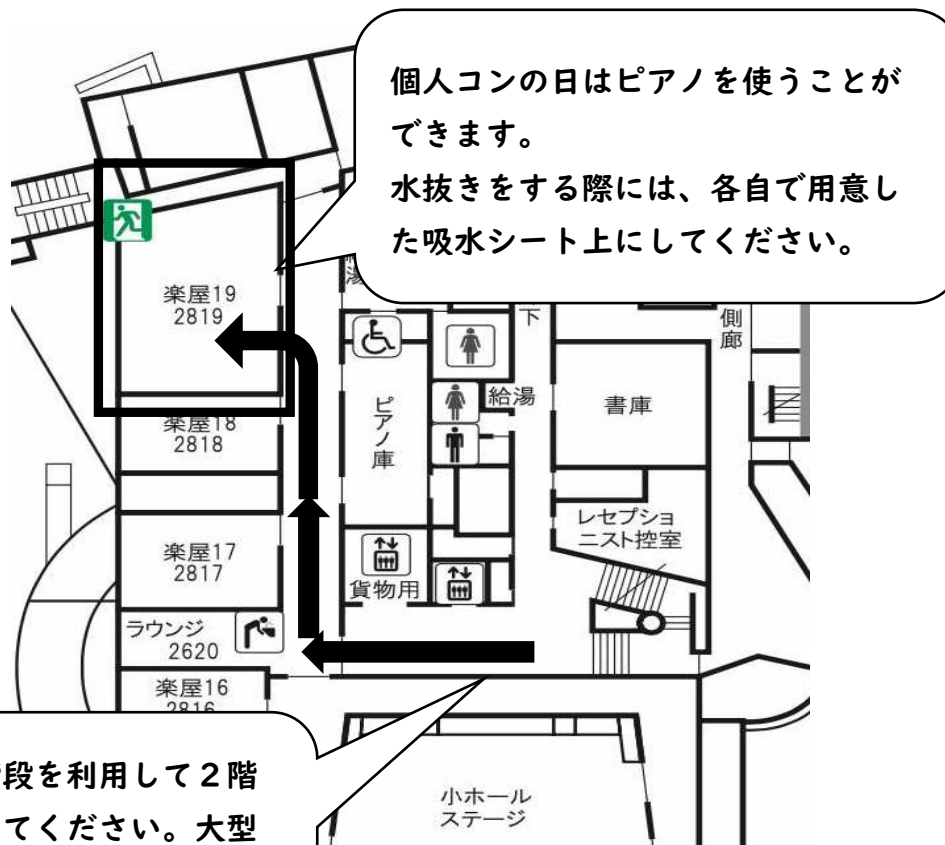 個人コンの日はピアノを使うことが
できます。
水抜きをする際には、各自で用意し
た吸水シート上にしてください。
楽屋19
2819
楽屋18
2818
楽屋17
2817
ラウンジ
2620
楽屋16
2816
湯
ピアノ庫
貨物用
給湯
下
書庫
側廊
レセプショ
ニスト控室
小ホール
ステージ
段を利用して２階
てください。大型